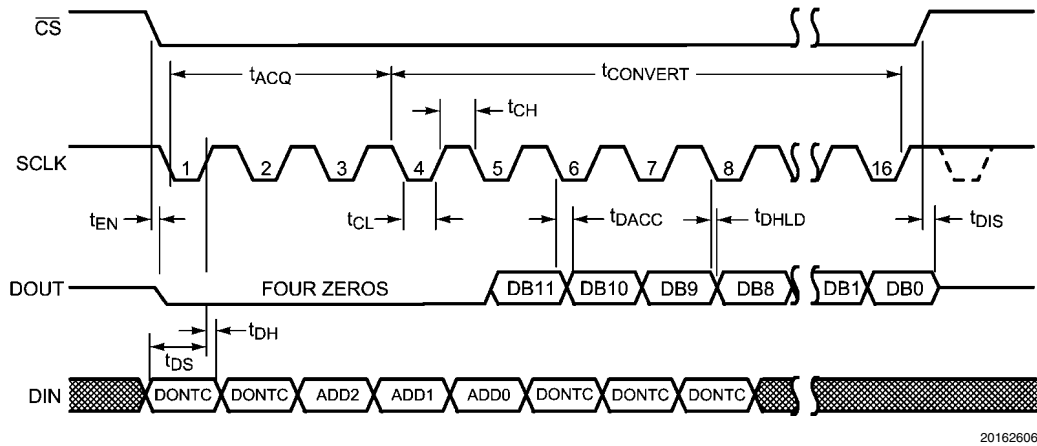 CS
tACQ
tCONVERT
tCH
SCLK
1 2 3 4 5 6 7 8 16
tEN
tCL
tDACC
tDHLD
tDIS
DOUT
FOUR ZEROS
DB11 DB10 DB9 DB8 DB1 DB0
tDH
tDS
DIN
DONTC DONTC ADD2 ADD1 ADD0 DONTC DONTC DONTC
20162606